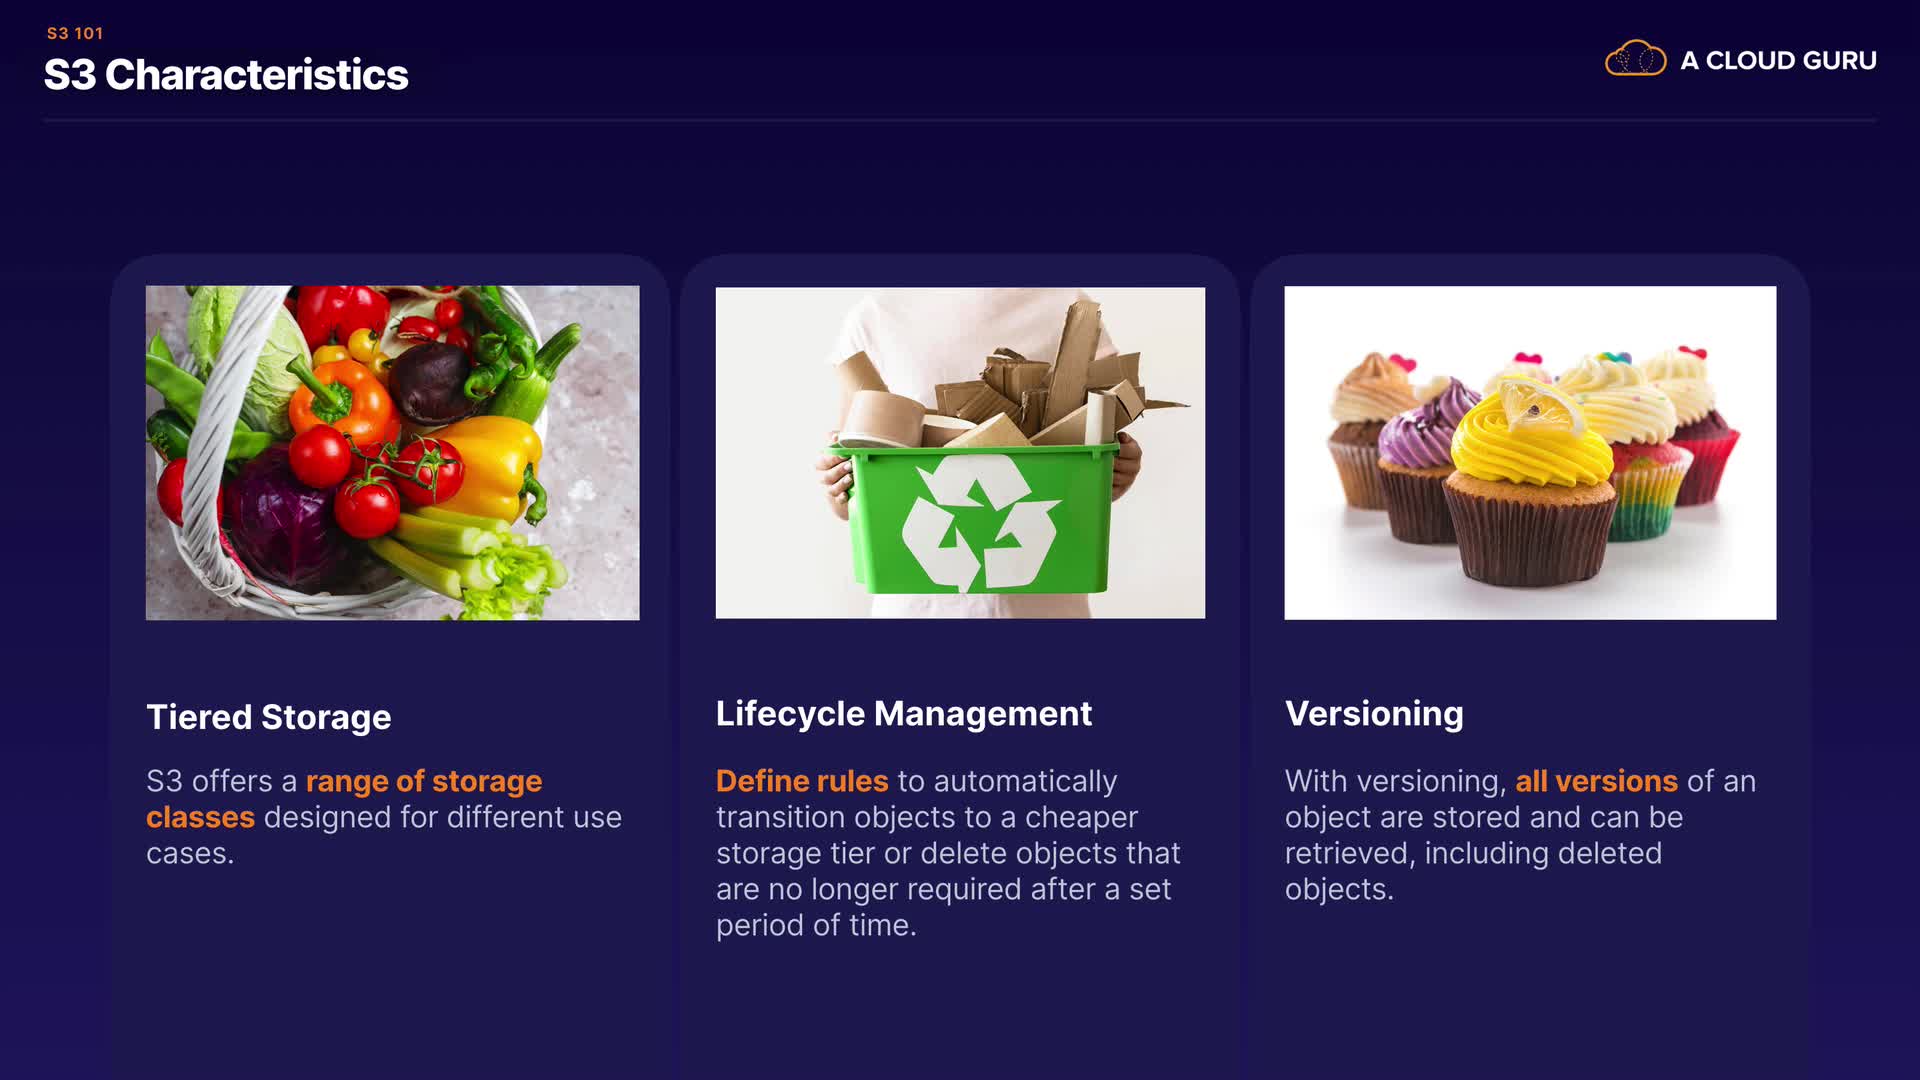 S3 101
S3 Characteristics
A CLOUD GURU
Tiered Storage
S3 offers a range of storage
classes designed for different use
cases.
Lifecycle Management
Define rules to automatically
transition objects to a cheaper
storage tier or delete objects that
are no longer required after a set
period of time.
Versioning
With versioning, all versions of an
object are stored and can be
retrieved, including deleted
objects.